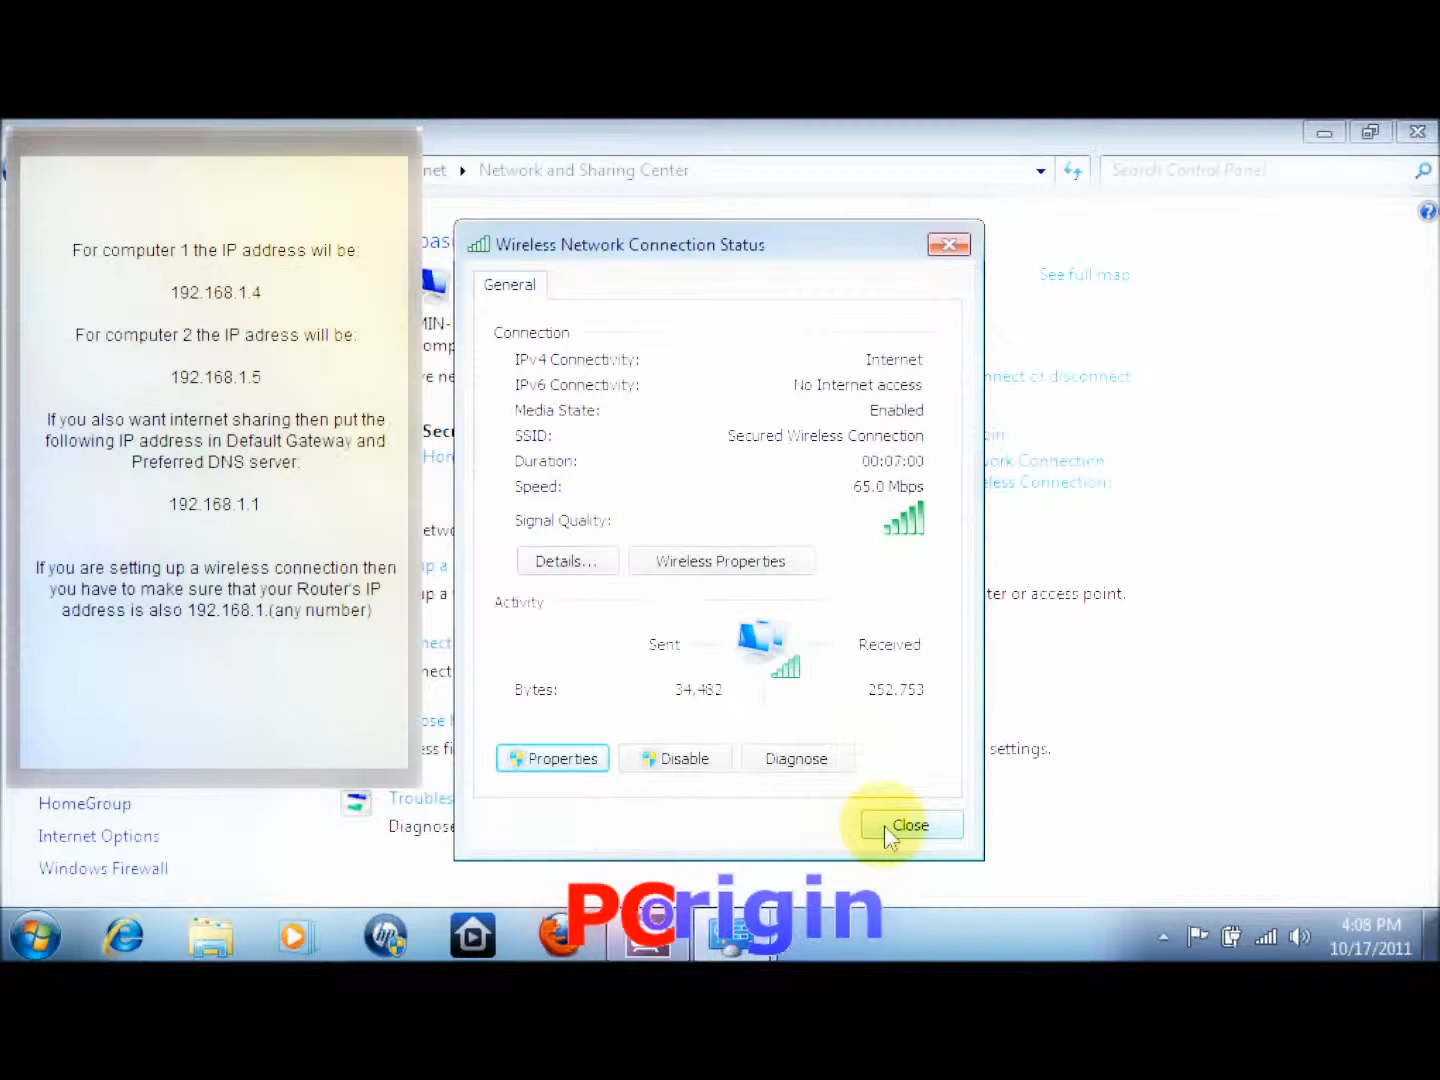 net ▸ Network and Sharing Center
Search Control Panel
For computer 1 the IP address wil be:
192.168.1.4
For computer 2 the IP adress will be:
192.168.1.5
If you also want internet sharing then put the
following IP address in Default Gateway and
Preferred DNS server:
192.168.1.1
If you are setting up a wireless connection then
you have to make sure that your Router's IP
address is also 192.168.1.(any number)
See full map
Wireless Network Connection Status
General
Connection
IPv4 Connectivity: Internet
IPv6 Connectivity: No Internet access
Media State: Enabled
SSID: Secured Wireless Connection
Duration: 00:07:00
Speed: 65.0 Mbps
Signal Quality:
Details...
Wireless Properties
Activity
Sent
Received
Bytes: 34,482 252,753
Properties
Disable
Diagnose
Close
nnect or disconnect
ork Connection
eless Connection)
ter or access point.
settings.
HomeGroup
Internet Options
Windows Firewall
Troubles
Diagnose
PCorigin
4:08 PM
10/17/2011